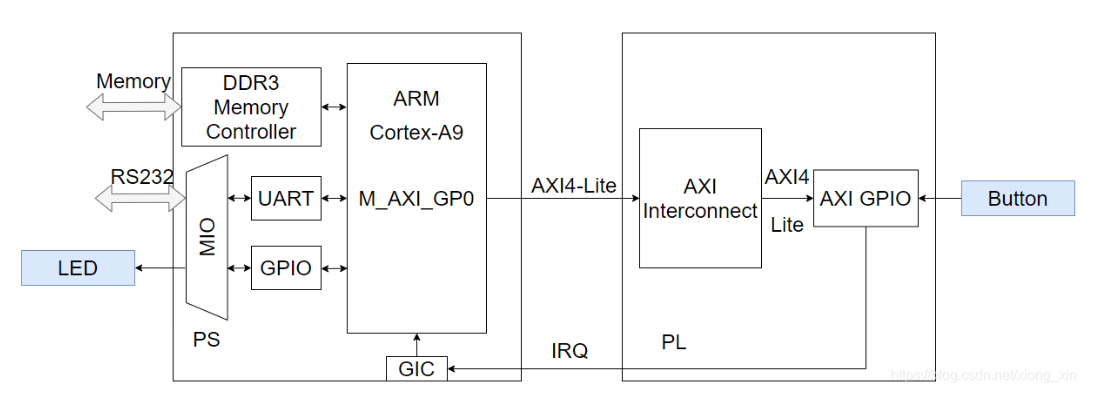 Memory
DDR3
Memory
Controller
ARM
Cortex-A9
RS232
MIO
UART
M_AXI_GP0
AXI4-Lite
AXI
Interconnect
AXI4
Lite
AXI GPIO
Button
LED
GPIO
PS
GIC
IRQ
PL
https://blog.csdn.net/xiong_xin